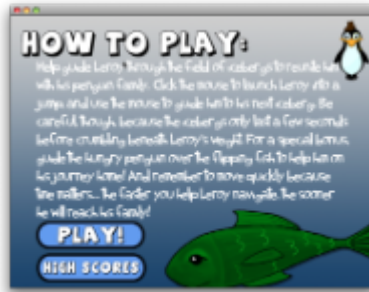 HOW TO PLAY:
Help guide Leroy through the field of icebergs to reunite him
with his penguin family. Click the mouse to launch Leroy into a
jump and use the mouse to guide him to his next iceberg. Be
careful though, because the icebergs only last a few seconds
before crumbling beneath Leroy's weight. For a special bonus,
guide the hungry penguin over the flipping fish to help him on
his journey home! And remember to move quickly because
time matters... the faster you help Leroy navigate, the sooner
he will reach his family!
PLAY!
HIGH SCORES